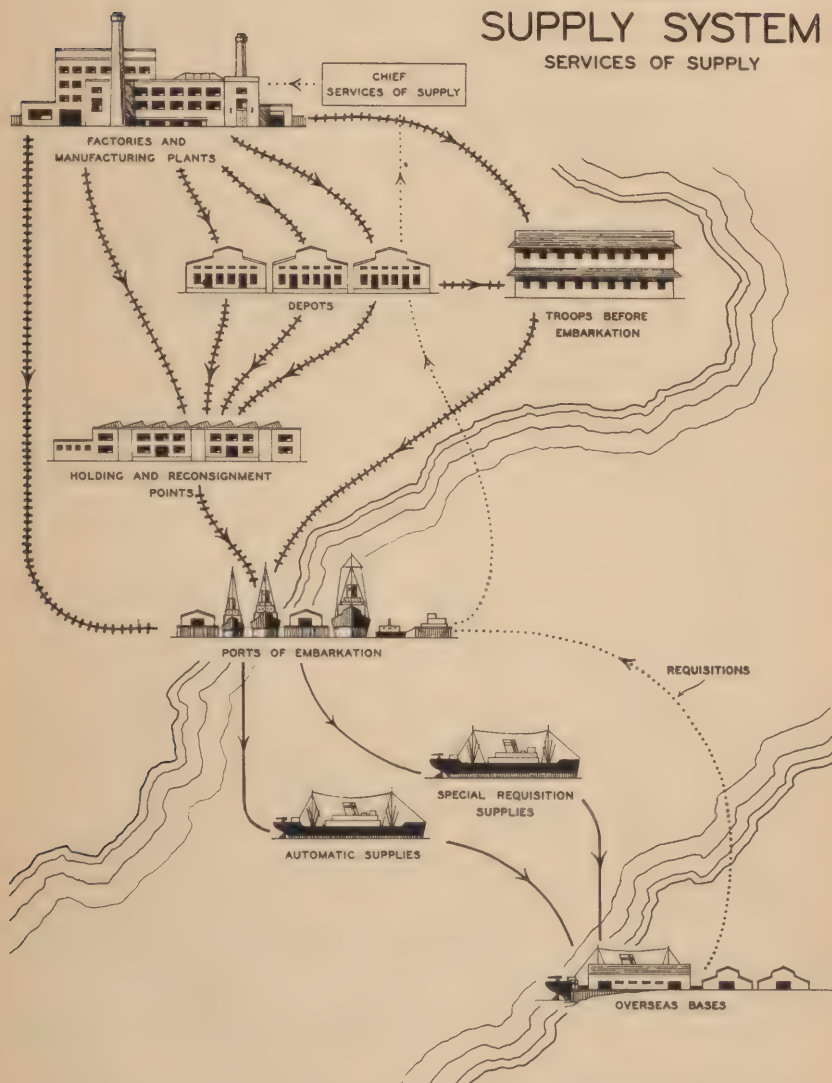 SUPPLY SYSTEM
SERVICES OF SUPPLY
CHIEF
SERVICES OF SUPPLY
FACTORIES AND
MANUFACTURING PLANTS
DEPOTS
TROOPS BEFORE
EMBARKATION
HOLDING AND RECONSIGNMENT
POINTS
PORTS OF EMBARKATION
REQUISITIONS
SPECIAL REQUISITION
SUPPLIES
AUTOMATIC SUPPLIES
OVERSEAS BASES